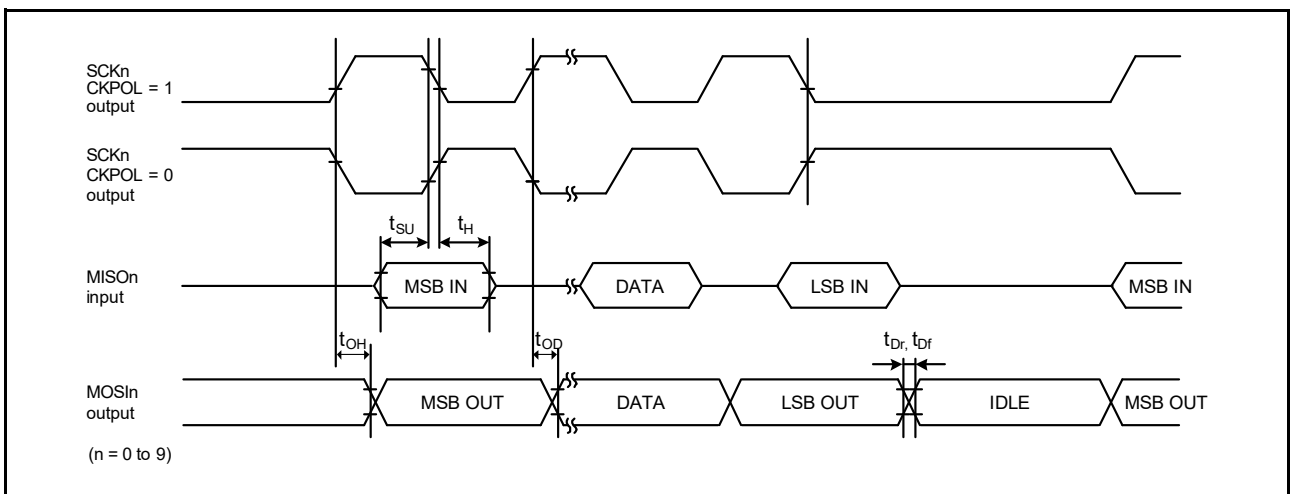 SCKn
CKPOL = 1
output
SCKn
CKPOL = 0
output
tSU
tH
MISOn
input
MSB IN
DATA
LSB IN
MSB IN
tOH
tOD
tDr, tDf
MOSIn
output
MSB OUT
DATA
LSB OUT
IDLE
MSB OUT
(n = 0 to 9)